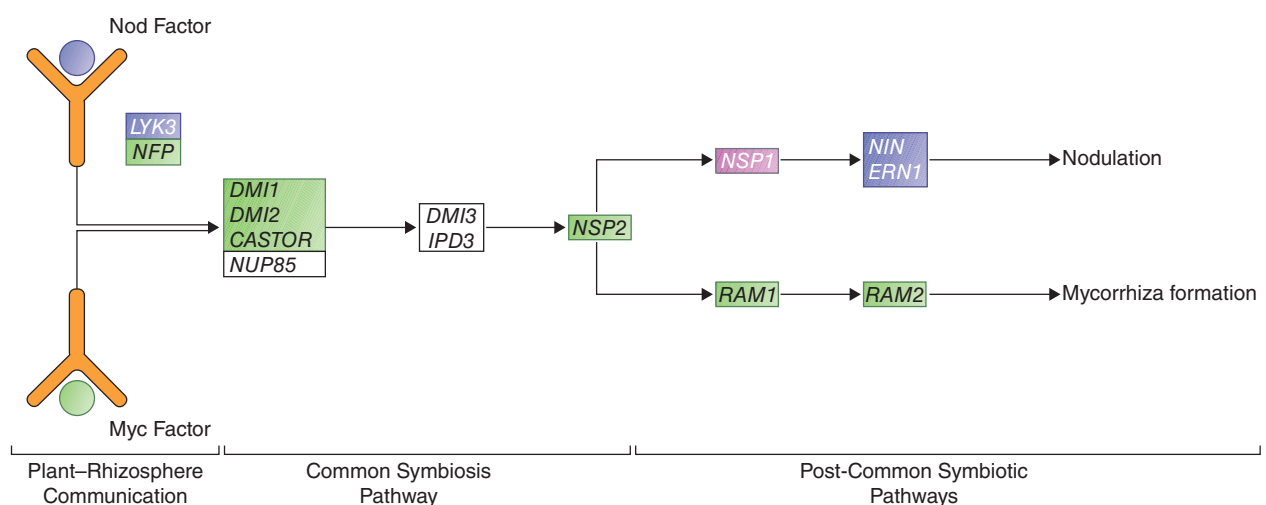 Nod Factor
LYK3
NFP
DMI1
DMI2
CASTOR
NUP85
DMI3
IPD3
NSP2
NSP1
NIN
ERN1
Nodulation
RAM1
RAM2
Mycorrhiza formation
Myc Factor
Plant–Rhizosphere
Communication
Common Symbiosis
Pathway
Post-Common Symbiotic
Pathways